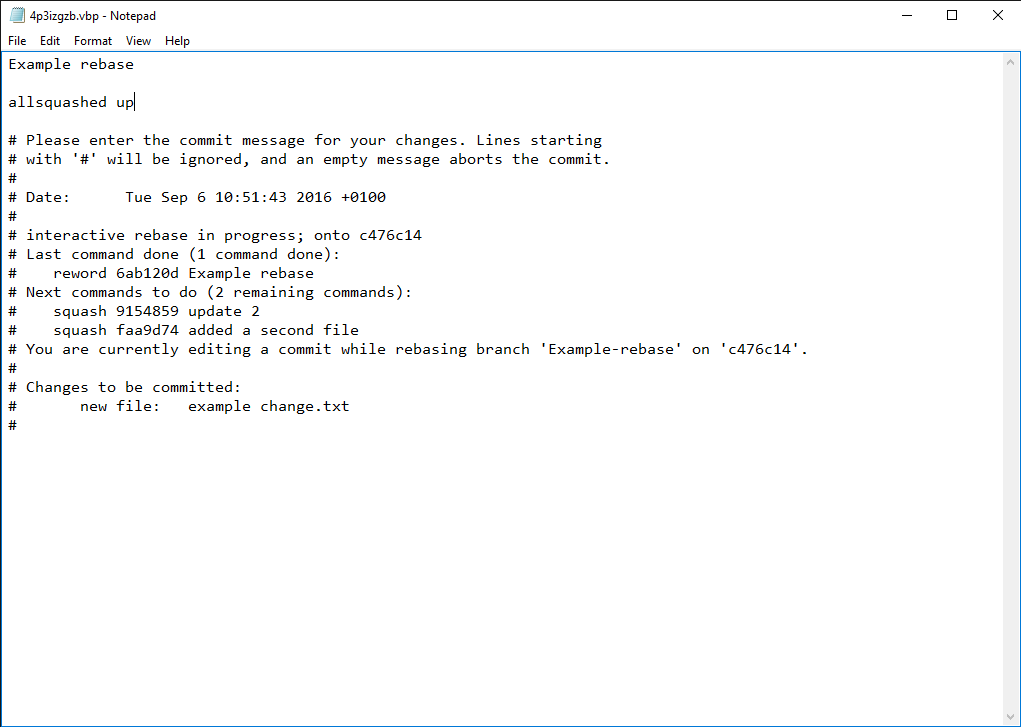 4p3izgzb.vbp - Notepad
File Edit Format View Help
Example rebase
allsquashed up
# Please enter the commit message for your changes. Lines starting
# with '#' will be ignored, and an empty message aborts the commit.
#
# Date:      Tue Sep 6 10:51:43 2016 +0100
#
# interactive rebase in progress; onto c476c14
# Last command done (1 command done):
#    reword 6ab120d Example rebase
# Next commands to do (2 remaining commands):
#    squash 9154859 update 2
#    squash faa9d74 added a second file
# You are currently editing a commit while rebasing branch 'Example-rebase' on 'c476c14'.
#
# Changes to be committed:
#       new file:   example change.txt
#